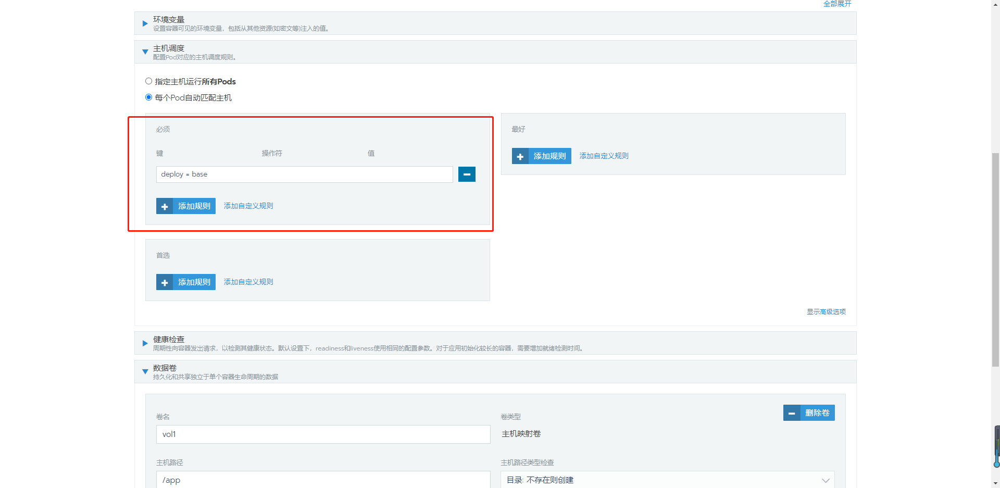 全部展开
环境变量
设置容器可见的环境变量，包括从其他资源(如密文等)注入的值。
主机调度
配置Pod对应的主机调度规则。
指定主机运行所有Pods
每个Pod自动匹配主机
必须
键 操作符 值
deploy = base
添加规则 添加自定义规则
最好
添加规则 添加自定义规则
首选
添加规则 添加自定义规则
显示高级选项
健康检查
周期性向容器发出请求，以检测其健康状态。默认设置下，readiness和liveness使用相同的配置参数。对于应用初始化较长的容器，需要增加就绪检测时间。
数据卷
持久化和共享独立于单个容器生命周期的数据
删除卷
卷名 卷类型
vol1 主机映射卷
主机路径 主机路径类型检查
/app 目录: 不存在则创建